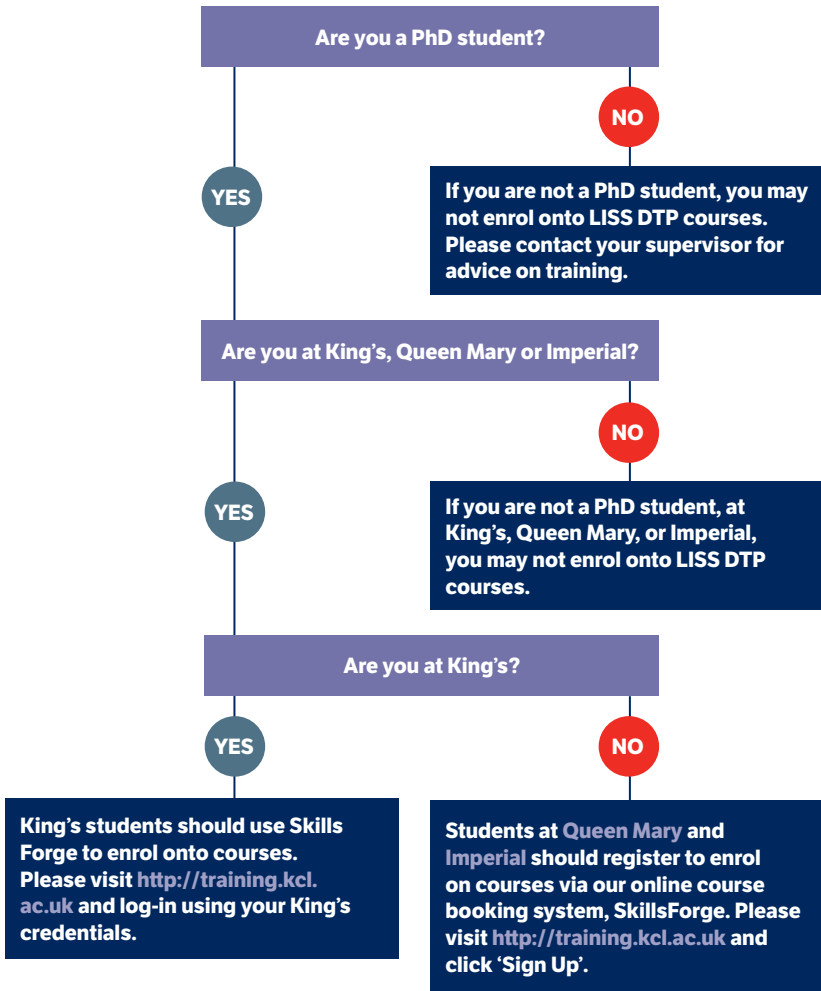 Are you a PhD student?
NO
YES
If you are not a PhD student, you may
not enrol onto LISS DTP courses.
Please contact your supervisor for
advice on training.
Are you at King’s, Queen Mary or Imperial?
NO
YES
If you are not a PhD student, at
King’s, Queen Mary, or Imperial,
you may not enrol onto LISS DTP
courses.
Are you at King’s?
YES
NO
King’s students should use Skills
Forge to enrol onto courses.
Please visit http://training.kcl.
ac.uk and log-in using your King’s
credentials.
Students at Queen Mary and
Imperial should register to enrol
on courses via our online course
booking system, SkillsForge. Please
visit http://training.kcl.ac.uk and
click ‘Sign Up’.